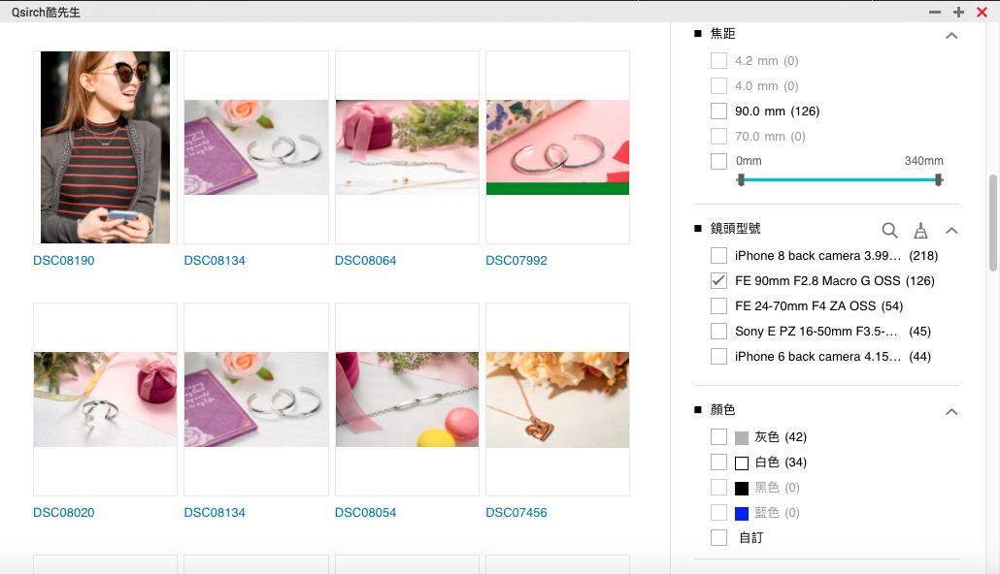 Qsirch酷先生
DSC08190
DSC08134
DSC08064
DSC07992
DSC08020
DSC08134
DSC08054
DSC07456
焦距
4.2 mm (0)
4.0 mm (0)
90.0 mm (126)
70.0 mm (0)
0mm 340mm
鏡頭型號
iPhone 8 back camera 3.99... (218)
FE 90mm F2.8 Macro G OSS (126)
FE 24-70mm F4 ZA OSS (54)
Sony E PZ 16-50mm F3.5-... (45)
iPhone 6 back camera 4.15... (44)
顏色
灰色 (42)
白色 (34)
黑色 (0)
藍色 (0)
自訂